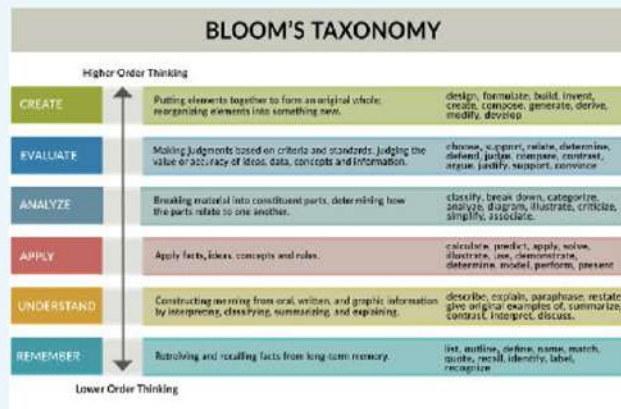 BLOOM'S TAXONOMY
Higher Order Thinking
CREATE
Putting elements together to form an original whole;
reorganizing elements into something new.
design, formulate, build, invent,
create, compose, generate, derive,
modify, develop
EVALUATE
Making judgments based on criteria and standards; judging the
value or accuracy of ideas, data, concepts and information.
choose, support, relate, determine,
defend, judge, compare, contrast,
argue, justify, support, convince
ANALYZE
Breaking material into constituent parts, determining how
the parts relate to one another.
classify, break down, categorize,
analyze, diagram, illustrate, criticize,
simplify, associate.
APPLY
Apply facts, ideas, concepts and rules.
calculate, predict, apply, solve,
illustrate, use, demonstrate,
determine, model, perform, present
UNDERSTAND
Constructing meaning from oral, written, and graphic information
by interpreting, classifying, summarizing, and explaining.
describe, explain, paraphrase, restate
give original examples of, summarize,
contrast, interpret, discuss.
REMEMBER
Retreiving and recalling facts from long-term memory.
list, outline, define, name, match,
quote, recall, identify, label,
recognize
Lower Order Thinking